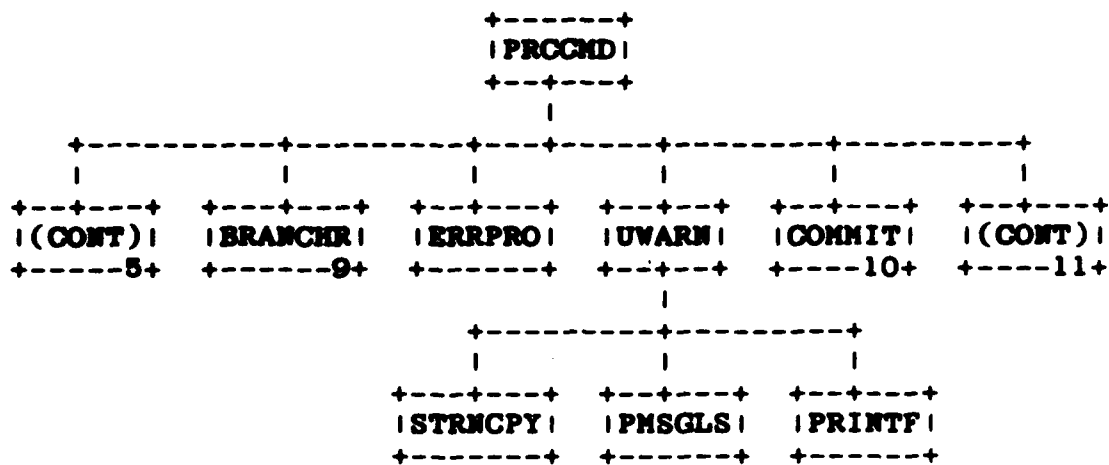 PRCCMD
(CONT) BRANCHR ERRPRO UWARN COMMIT (CONT)
5 9 10 11
STRNCPY PMSGLS PRINTF